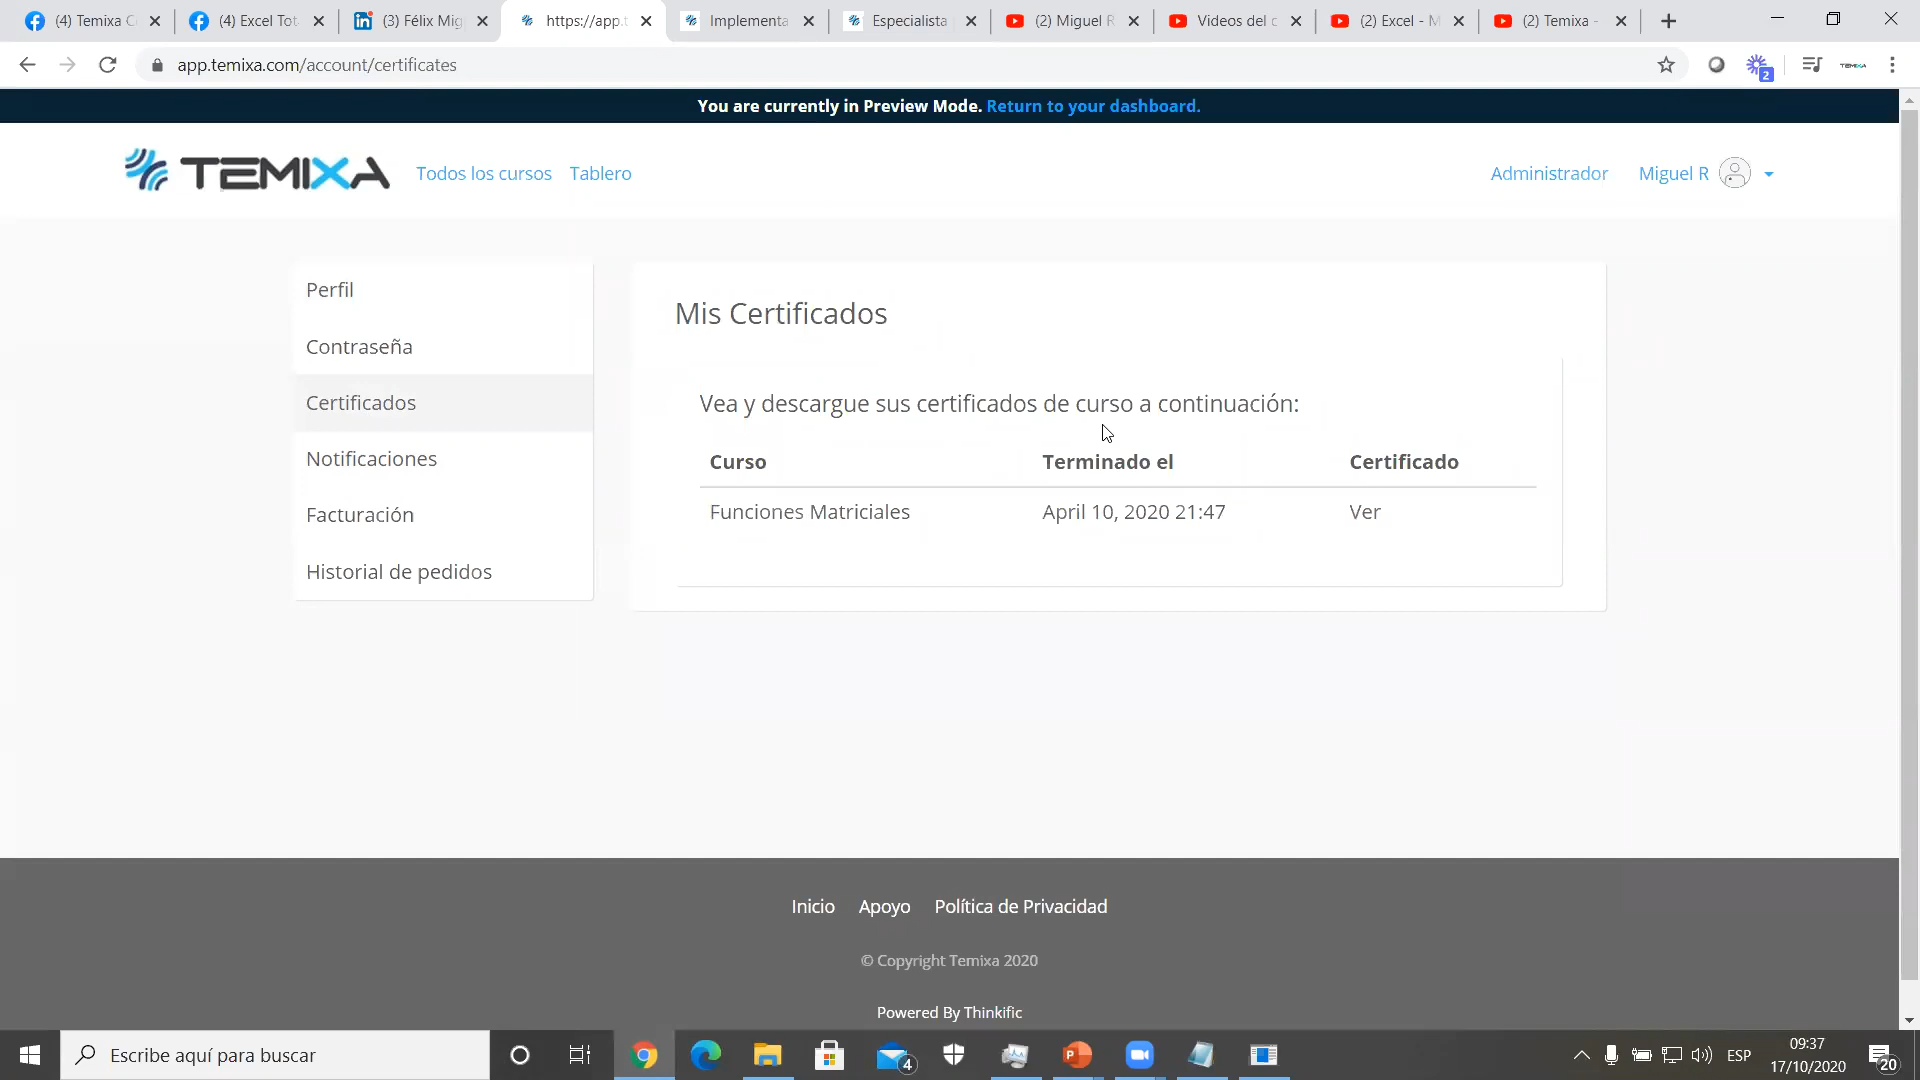 (4) Temixa C
(4) Excel Tot
(3) Félix Mig
https://app.t
Implementa
Especialista
(2) Miguel R
Videos del c
(2) Excel - M
(2) Temixa -
app.temixa.com/account/certificates
2
TEMIXA
You are currently in Preview Mode. Return to your dashboard.
TEMIXA
Todos los cursos
Tablero
Administrador
Miguel R
Perfil
Contraseña
Certificados
Notificaciones
Facturación
Historial de pedidos
Mis Certificados
Vea y descargue sus certificados de curso a continuación:
Curso Terminado el Certificado
Funciones Matriciales April 10, 2020 21:47 Ver
Inicio Apoyo Política de Privacidad
© Copyright Temixa 2020
Powered By Thinkific
Escribe aquí para buscar
4
P
ESP
09:37
17/10/2020
20